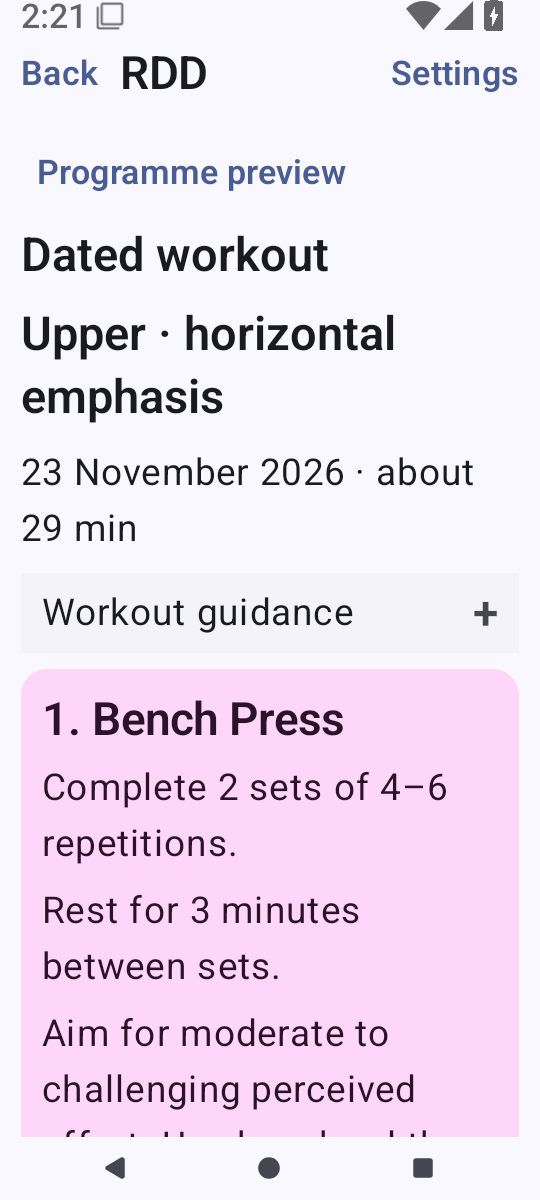 2:21
Back RDD Settings
Programme preview
Dated workout
Upper · horizontal
emphasis
23 November 2026 · about
29 min
Workout guidance +
1. Bench Press
Complete 2 sets of 4–6
repetitions.
Rest for 3 minutes
between sets.
Aim for moderate to
challenging perceived